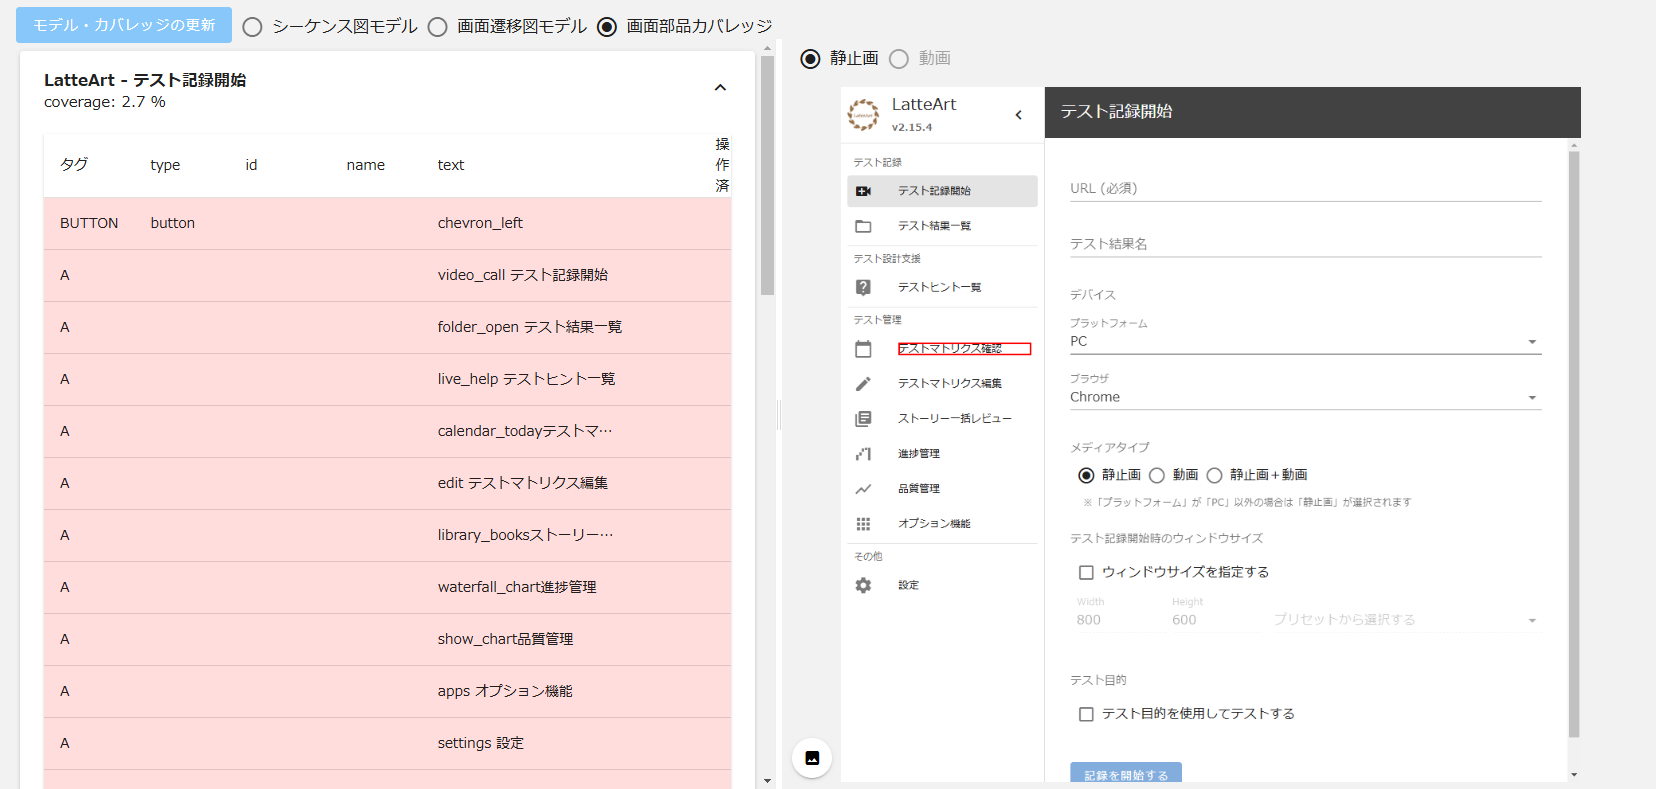 モデル・カバレッジの更新
シーケンス図モデル
画面遷移図モデル
画面部品カバレッジ
LatteArt - テスト記録開始
coverage: 2.7 %
タグ type id name text 操作済
BUTTON button chevron_left
A video_call テスト記録開始
A folder_open テスト結果一覧
A live_help テストヒント一覧
A calendar_todayテストマ…
A edit テストマトリクス編集
A library_booksストーリー…
A waterfall_chart進捗管理
A show_chart品質管理
A apps オプション機能
A settings 設定
静止画 動画
LatteArt
v2.15.4
テスト記録
テスト記録開始
テスト結果一覧
テスト設計支援
テストヒント一覧
テスト管理
テストマトリクス確認
テストマトリクス編集
ストーリー一括レビュー
進捗管理
品質管理
オプション機能
その他
設定
テスト記録開始
URL (必須)
テスト結果名
デバイス
プラットフォーム
PC
ブラウザ
Chrome
メディアタイプ
静止画 動画 静止画＋動画
※「プラットフォーム」が「PC」以外の場合は「静止画」が選択されます
テスト記録開始時のウィンドウサイズ
ウィンドウサイズを指定する
Width Height
800 600 プリセットから選択する
テスト目的
テスト目的を使用してテストする
記録を開始する